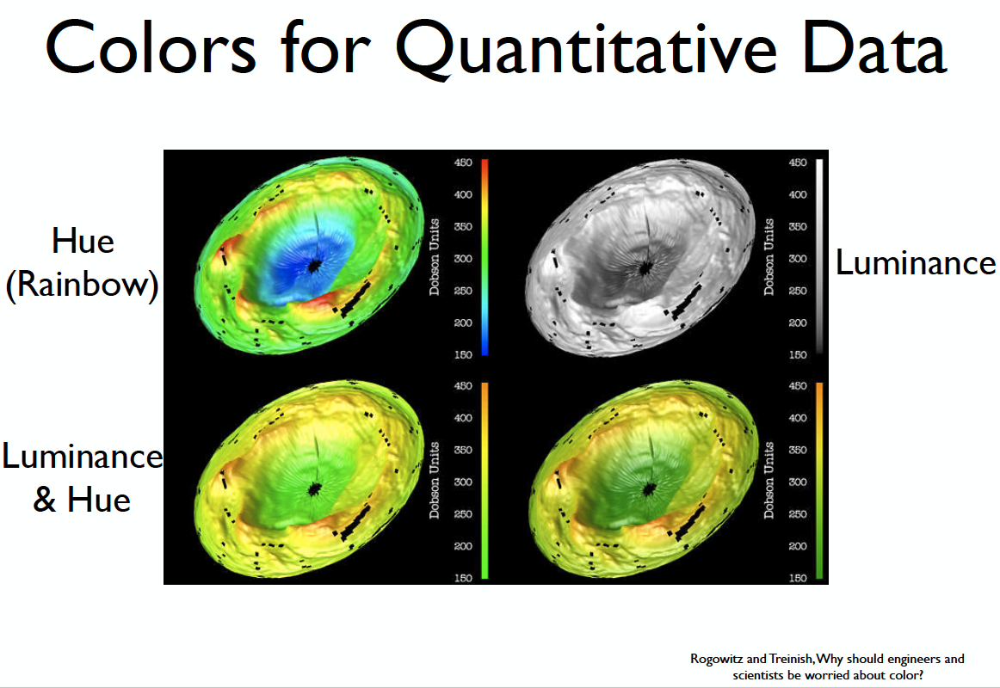 Colors for Quantitative Data
Hue
(Rainbow)
450
400
350
300
250
200
150
Dobson Units
450
400
350
300
250
200
150
Dobson Units
Luminance
Luminance
& Hue
450
400
350
300
250
200
150
Dobson Units
450
400
350
300
250
200
150
Dobson Units
Rogowitz and Treinish, Why should engineers and
scientists be worried about color?